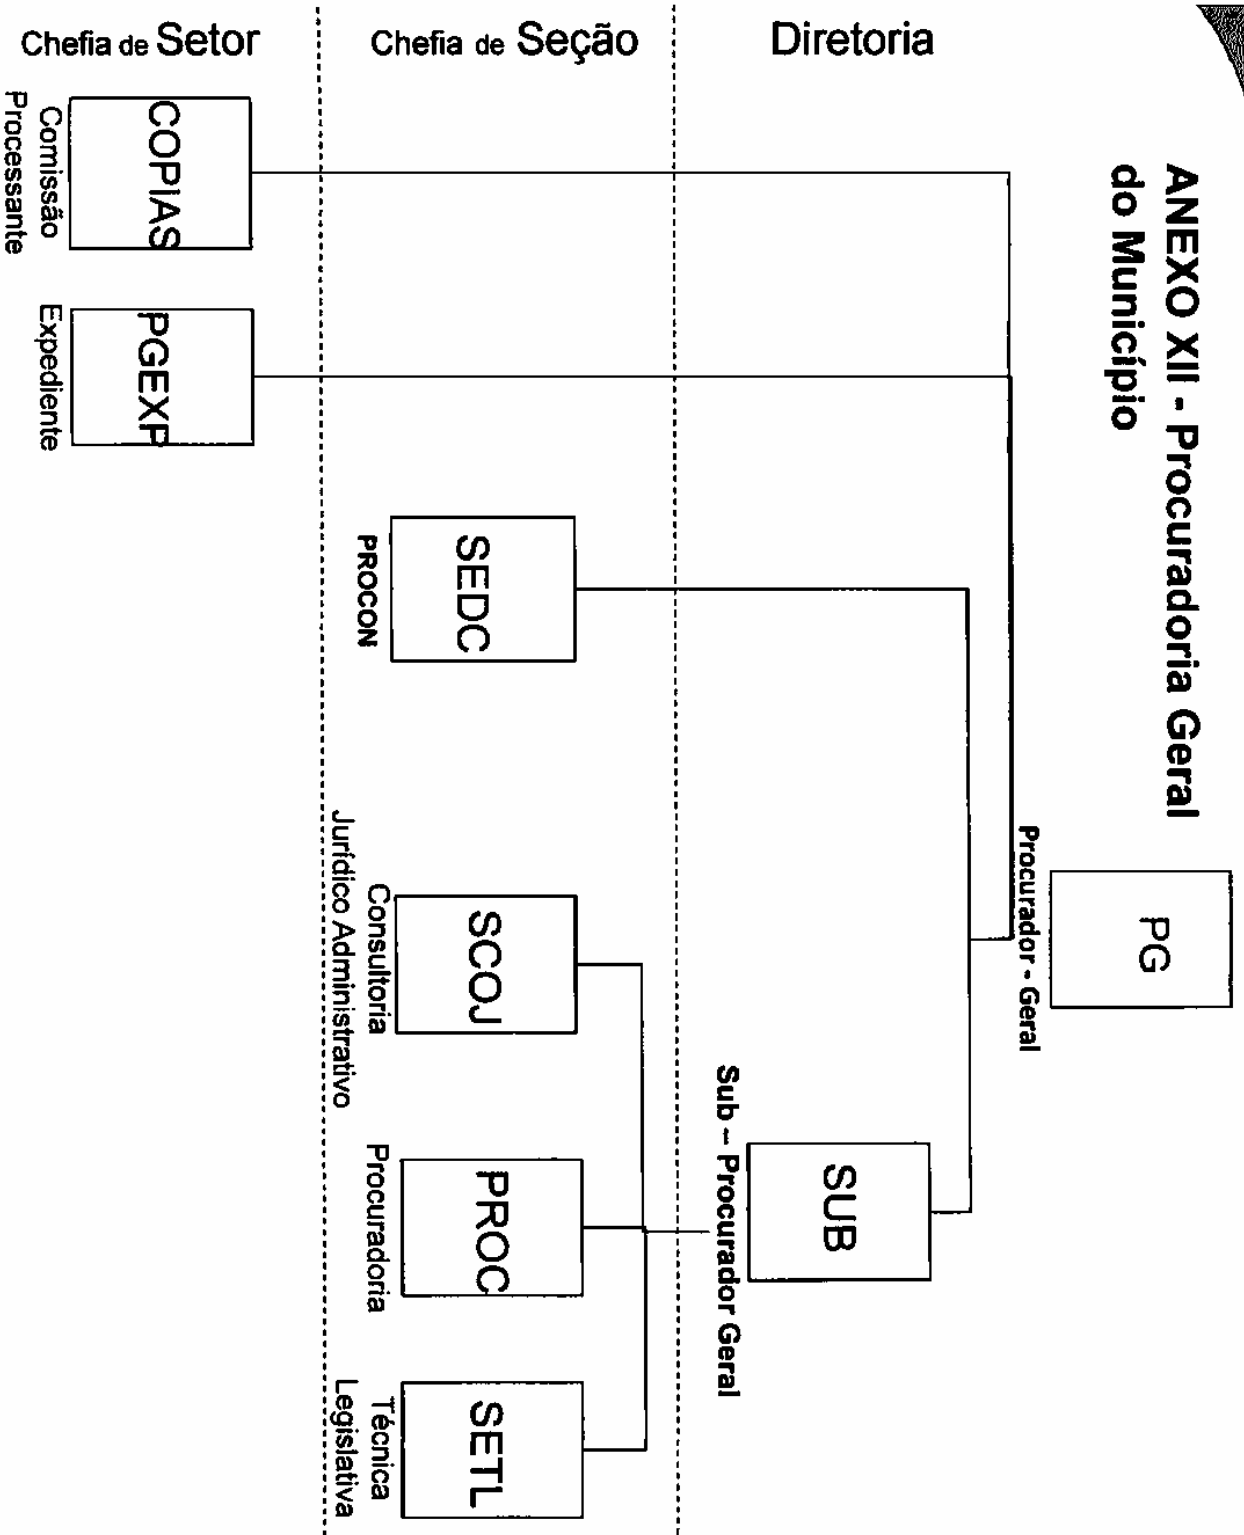 ANEXO XII - Procuradoria Geral
do Município
PG
Procurador - Geral
Diretoria
SUB
Sub – Procurador Geral
Chefia de Seção
SEDC
PROCON
SCOJ
Consultoria
Jurídico Administrativo
PROC
Procuradoria
SETL
Técnica
Legislativa
Chefia de Setor
COPIAS
Comissão
Processante
PGEXP
Expediente